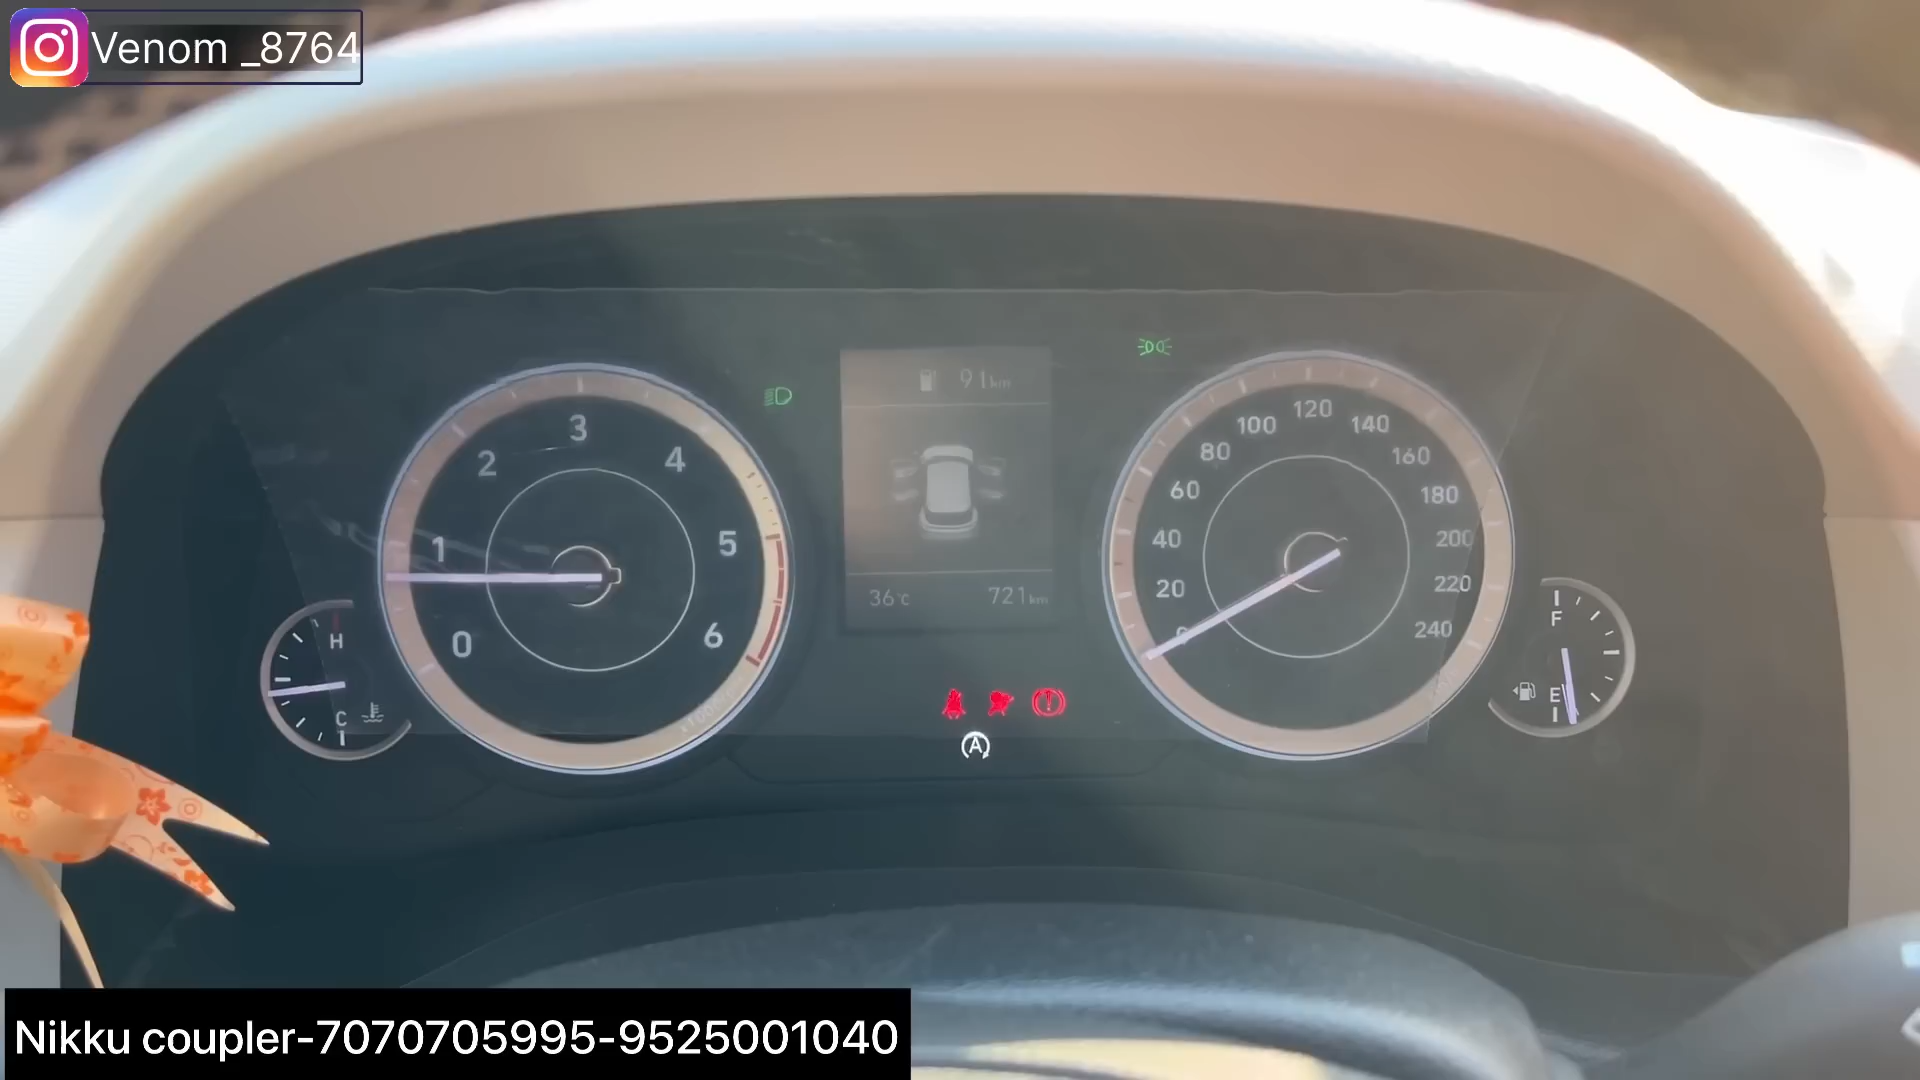 Venom _8764
91km
36°C 721km
0 1 2 3 4 5 6
H
C
0 20 40 60 80 100 120 140 160 180 200 220 240
F
E
A
Nikku coupler-7070705995-9525001040